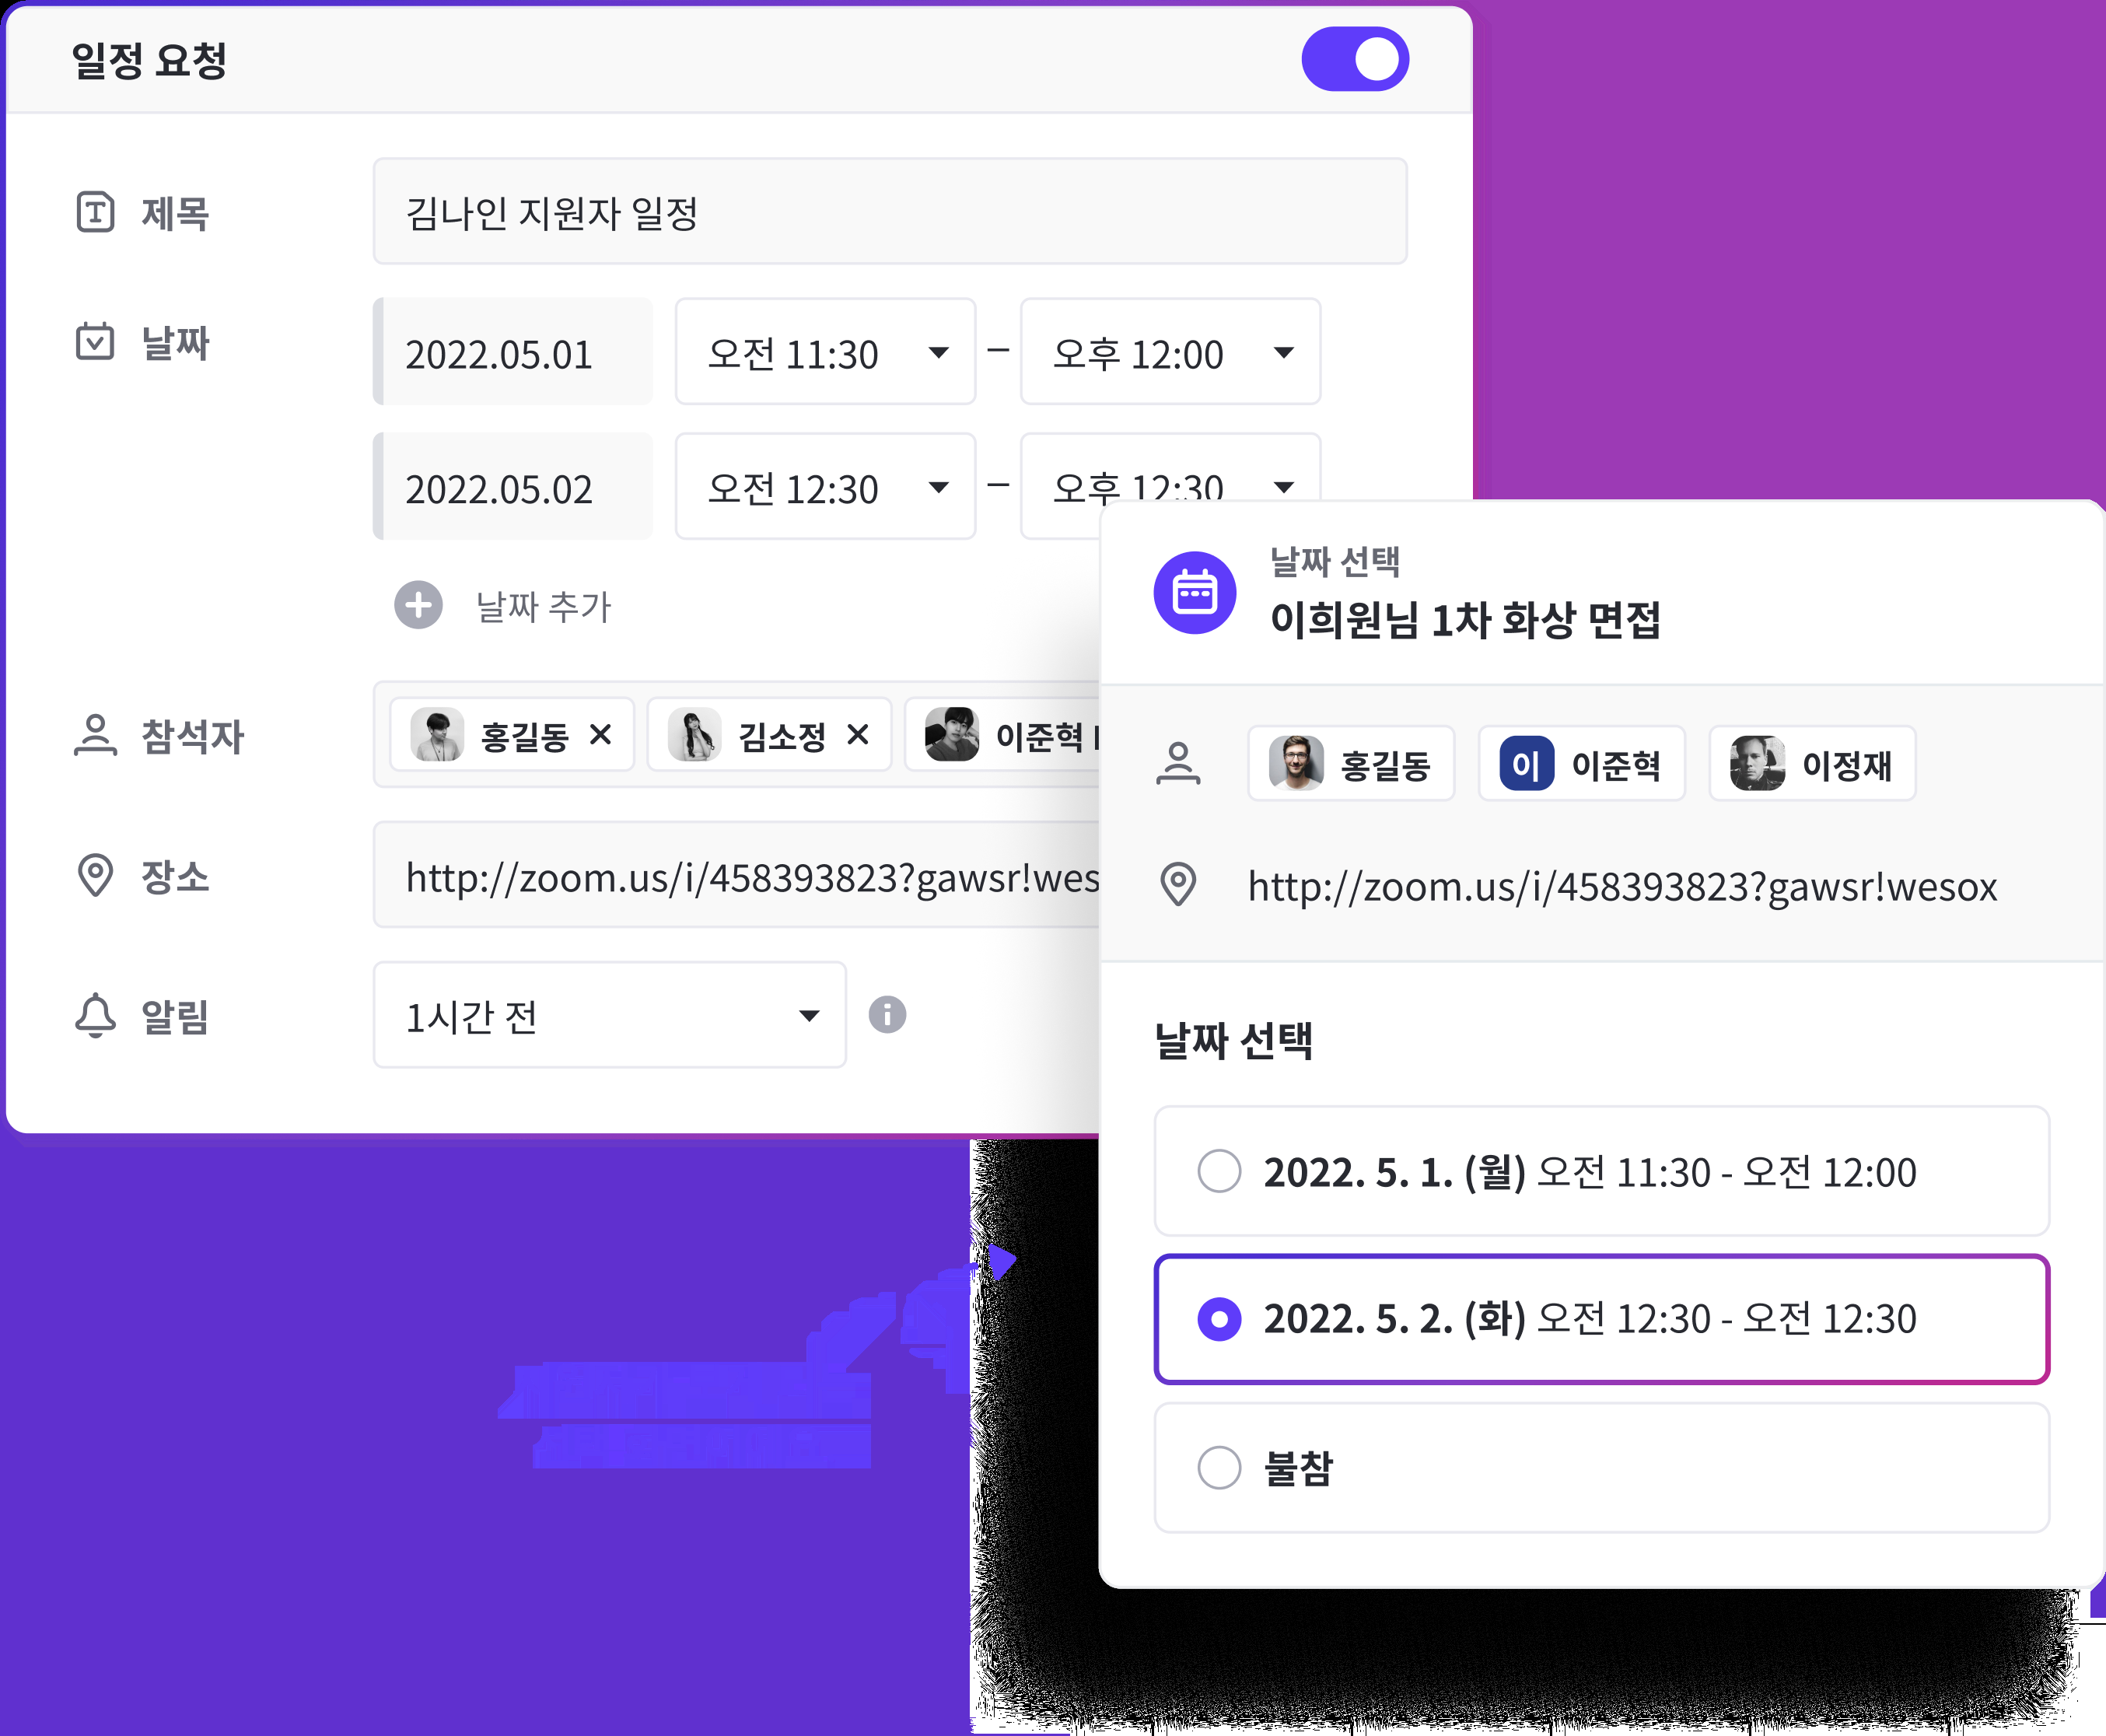 일정 요청
제목
김나인 지원자 일정
날짜
2022.05.01 오전 11:30 – 오후 12:00
2022.05.02 오전 12:30 – 오후 12:30
날짜 추가
참석자
홍길동 김소정 이준혁
장소
http://zoom.us/i/458393823?gawsr!wes
알림
1시간 전
날짜 선택
이희원님 1차 화상 면접
홍길동 이 이준혁 이정재
http://zoom.us/i/458393823?gawsr!wesox
날짜 선택
2022. 5. 1. (월) 오전 11:30 - 오전 12:00
2022. 5. 2. (화) 오전 12:30 - 오전 12:30
불참